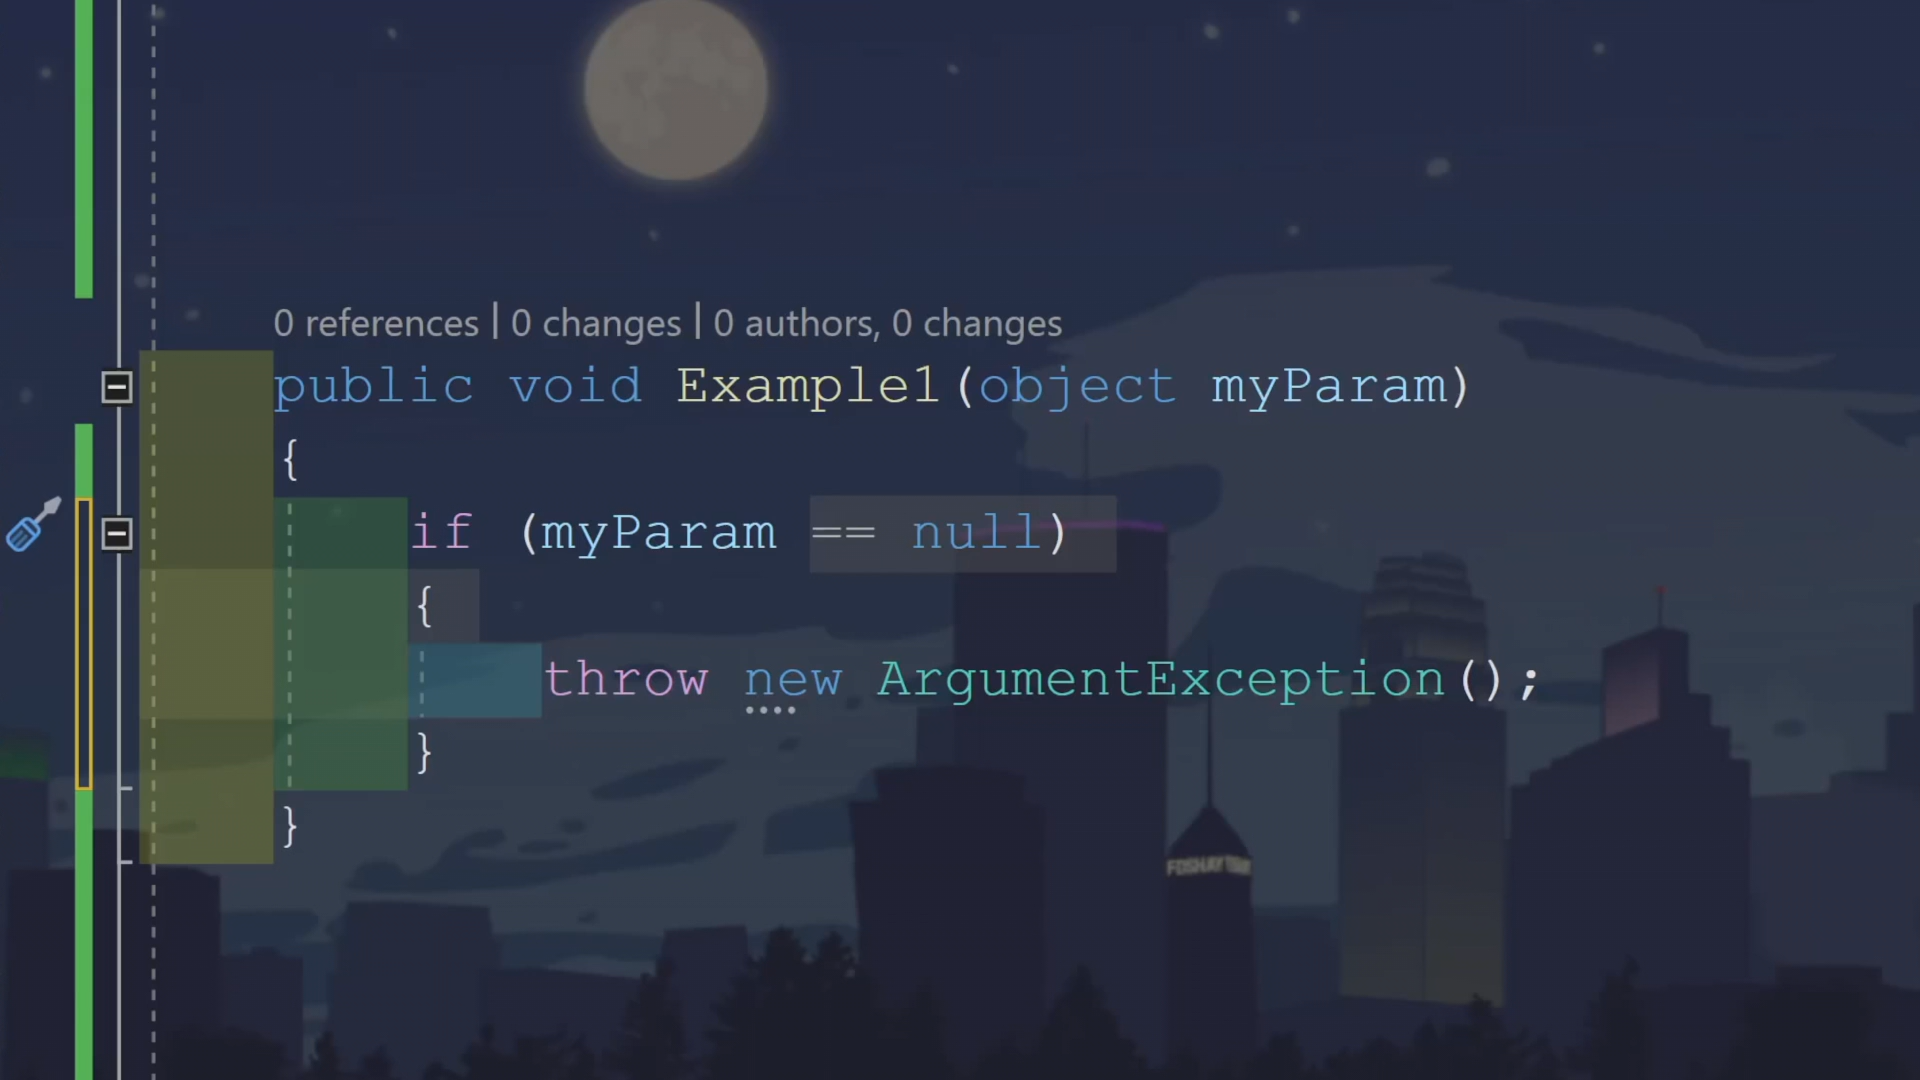 0 references | 0 changes | 0 authors, 0 changes
public void Example1(object myParam)
{
if (myParam == null)
{
throw new ArgumentException();
}
}